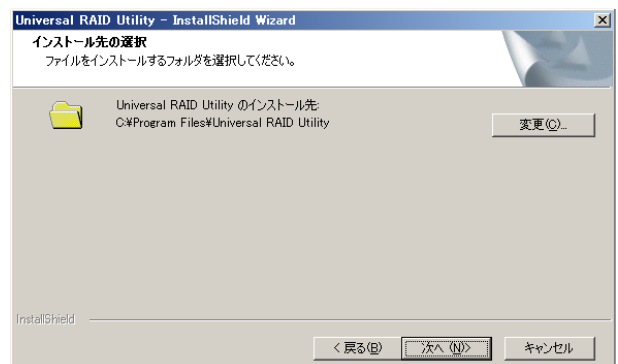 Universal RAID Utility - InstallShield Wizard
インストール先の選択
ファイルをインストールするフォルダを選択してください。
Universal RAID Utility のインストール先:
C:¥Program Files¥Universal RAID Utility
変更(C)...
InstallShield
< 戻る(B)
次へ (N)>
キャンセル